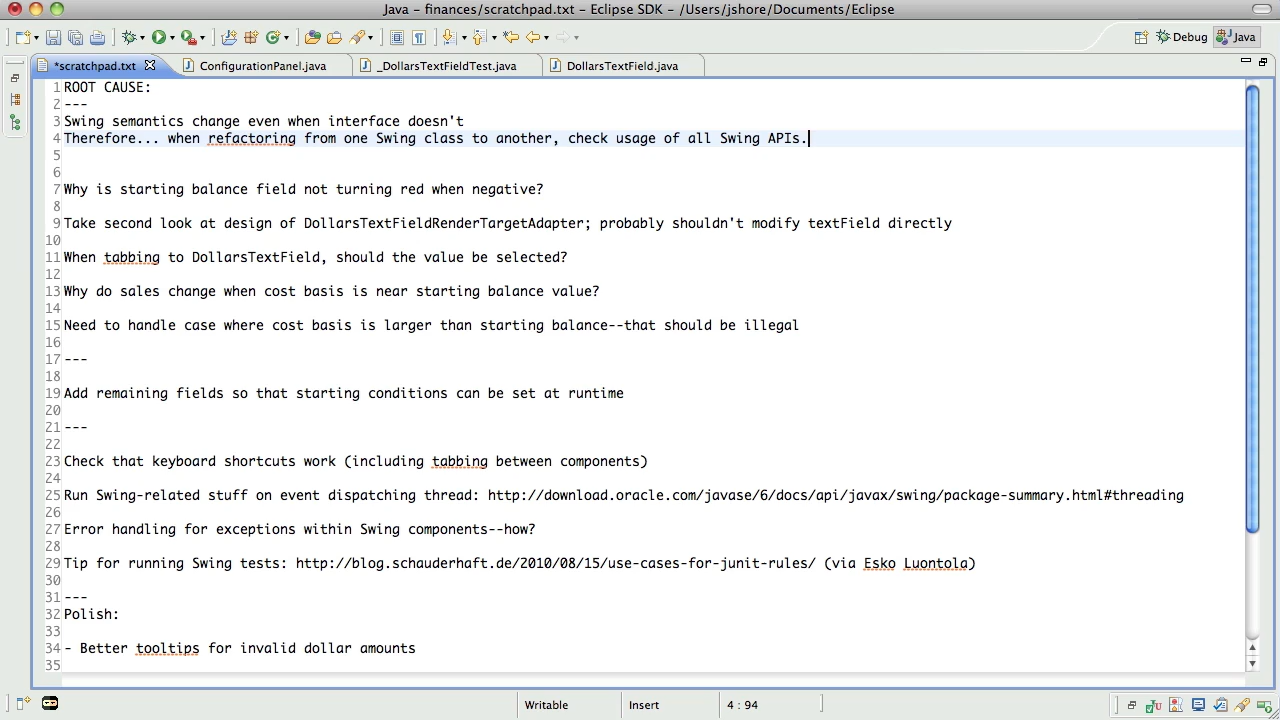 Java - finances/scratchpad.txt - Eclipse SDK - /Users/jshore/Documents/Eclipse
Debug Java
*scratchpad.txt ConfigurationPanel.java _DollarsTextFieldTest.java DollarsTextField.java
1 ROOT CAUSE:
2 ---
3 Swing semantics change even when interface doesn't
4 Therefore... when refactoring from one Swing class to another, check usage of all Swing APIs.
5
6
7 Why is starting balance field not turning red when negative?
8
9 Take second look at design of DollarsTextFieldRenderTargetAdapter; probably shouldn't modify textField directly
10
11 When tabbing to DollarsTextField, should the value be selected?
12
13 Why do sales change when cost basis is near starting balance value?
14
15 Need to handle case where cost basis is larger than starting balance--that should be illegal
16
17 ---
18
19 Add remaining fields so that starting conditions can be set at runtime
20
21 ---
22
23 Check that keyboard shortcuts work (including tabbing between components)
24
25 Run Swing-related stuff on event dispatching thread: http://download.oracle.com/javase/6/docs/api/javax/swing/package-summary.html#threading
26
27 Error handling for exceptions within Swing components--how?
28
29 Tip for running Swing tests: http://blog.schauderhaft.de/2010/08/15/use-cases-for-junit-rules/ (via Esko Luontola)
30
31 ---
32 Polish:
33
34 - Better tooltips for invalid dollar amounts
35
Writable Insert 4 : 94